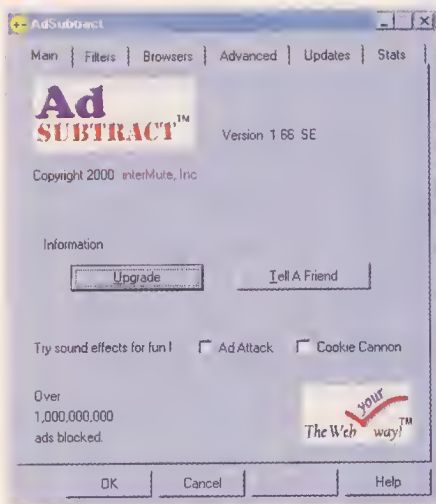 AdSubtract
Main Filters Browsers Advanced Updates Stats
Ad
SUBTRACT™
Version 1 66 SE
Copyright 2000 interMute, Inc
Information
Upgrade Tell A Friend
Try sound effects for fun! Ad Attack Cookie Cannon
Over
1,000,000,000
ads blocked.
your
The Web way!™
OK Cancel Help